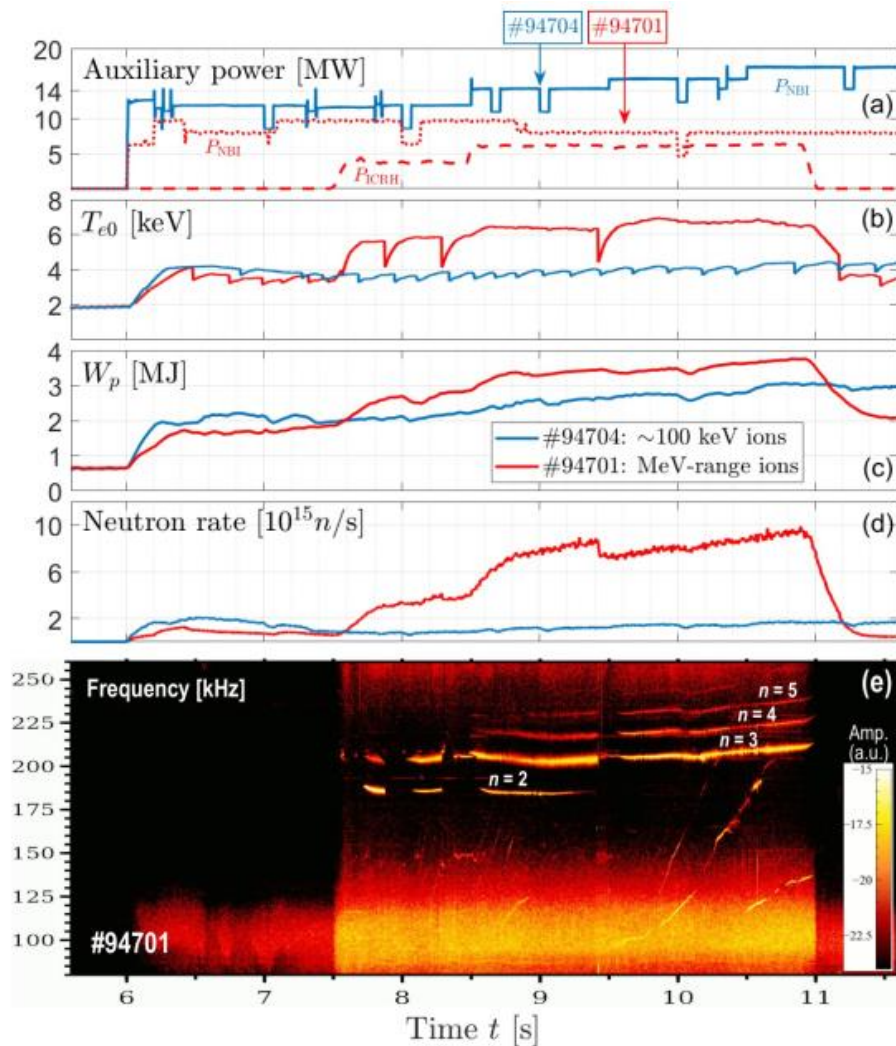 #94704 #94701
20
Auxiliary power [MW]
14
P_NBI
(a)
10
P_NBI
5
P_ICRH
8
T_e0 [keV]
(b)
6
4
2
4
W_p [MJ]
3
2
#94704: ~100 keV ions
1
#94701: MeV-range ions
(c)
0
Neutron rate [10^15 n/s]
(d)
10
6
2
250
Frequency [kHz]
n = 5
(e)
n = 4
225
Amp.
(a.u.)
n = 3
200
−15
n = 2
175
−17.5
150
−20
125
100
#94701
−22.5
6 7 8 9 10 11
Time t [s]